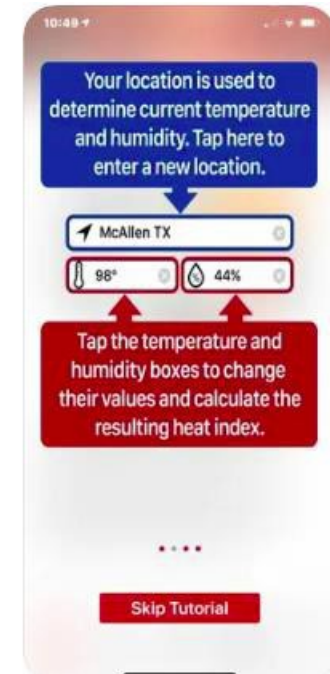 10:49
Your location is used to
determine current temperature
and humidity. Tap here to
enter a new location.
McAllen TX
98° 44%
Tap the temperature and
humidity boxes to change
their values and calculate the
resulting heat index.
Skip Tutorial